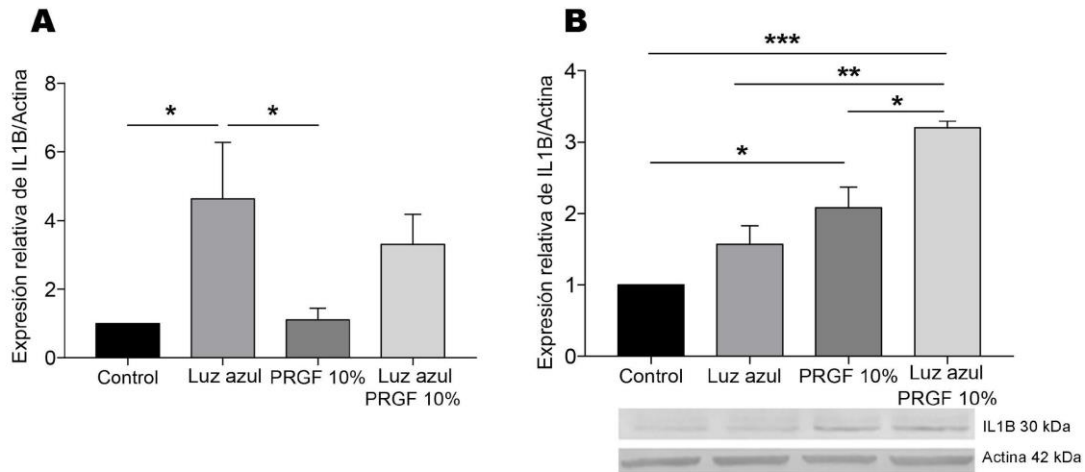 A
Expresión relativa de IL1B/Actina
8
6
4
2
0
*
*
Control
Luz azul
PRGF 10%
Luz azul
PRGF 10%
B
Expresión relativa de IL1B/Actina
4
3
2
1
0
***
**
*
*
Control
Luz azul
PRGF 10%
Luz azul
PRGF 10%
IL1B 30 kDa
Actina 42 kDa